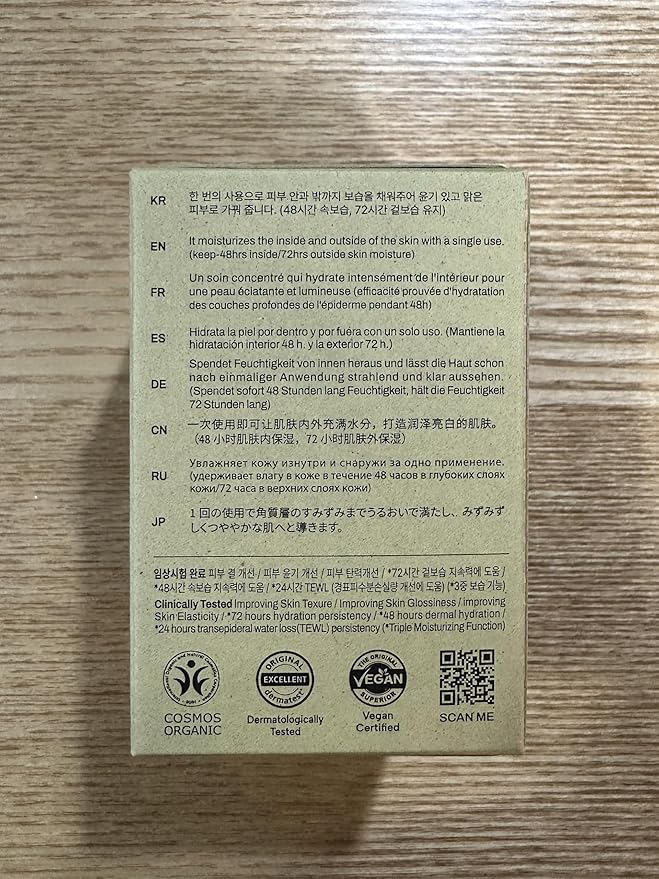 KR 한 번의 사용으로 피부 안과 밖까지 보습을 채워주어 윤기 있고 맑은
피부로 가꿔 줍니다. (48시간 속보습, 72시간 겉보습 유지)
EN It moisturizes the inside and outside of the skin with a single use.
(keep-48hrs inside/72hrs outside skin moisture)
FR Un soin concentré qui hydrate intensément de l'intérieur pour
une peau éclatante et lumineuse (efficacité prouvée d'hydratation
des couches profondes de l'épiderme pendant 48h)
ES Hidrata la piel por dentro y por fuera con un solo uso. (Mantiene la
hidratación interior 48 h. y la exterior 72 h.)
DE Spendet Feuchtigkeit von innen heraus und lässt die Haut schon
nach einmaliger Anwendung strahlend und klar aussehen.
(Spendet sofort 48 Stunden lang Feuchtigkeit, hält die Feuchtigkeit
72 Stunden lang)
CN 一次使用即可让肌肤内外充满水分，打造润泽亮白的肌肤。
（48 小时肌肤内保湿，72 小时肌肤外保湿）
RU Увлажняет кожу изнутри и снаружи за одно применение.
(удерживает влагу в коже в течение 48 часов в глубоких слоях
кожи/72 часа в верхних слоях кожи)
JP 1 回の使用で角質層のすみずみまでうるおいで満たし、みずみず
しくつややかな肌へと導きます。
임상시험 완료 피부 결 개선 / 피부 윤기 개선 / 피부 탄력개선 / *72시간 겉보습 지속력에 도움 /
*48시간 속보습 지속력에 도움 / *24시간 TEWL (경표피수분손실량 개선에 도움) (*3중 보습 기능)
Clinically Tested Improving Skin Texure / Improving Skin Glossiness / improving
Skin Elasticity / *72 hours hydration persistency / *48 hours dermal hydration /
*24 hours transepideral water loss(TEWL) persistency (*Triple Moisturizing Function)
COSMOS
ORGANIC
ORIGINAL
EXCELLENT
dermatest
Dermatologically
Tested
THE ORIGINAL
VEGAN
SUPERIOR
Vegan
Certified
SCAN ME